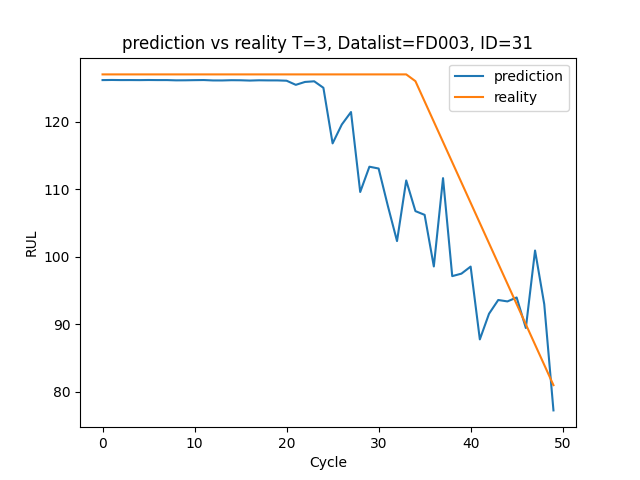 prediction vs reality T=3, Datalist=FD003, ID=31
prediction
reality
RUL
120
110
100
90
80
0 10 20 30 40 50
Cycle